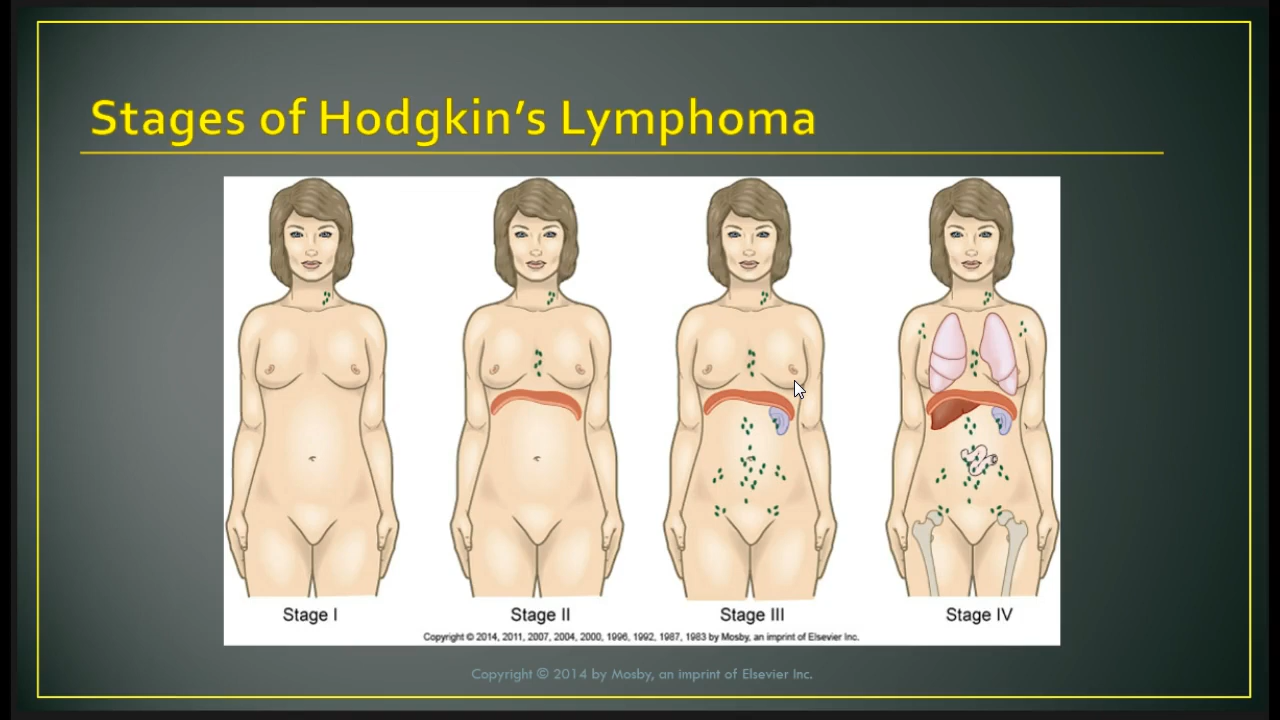 Stages of Hodgkin's Lymphoma
Stage I
Stage II
Stage III
Stage IV
Copyright © 2014, 2011, 2007, 2004, 2000, 1996, 1992, 1987, 1983 by Mosby, an imprint of Elsevier Inc.
Copyright © 2014 by Mosby, an imprint of Elsevier Inc.